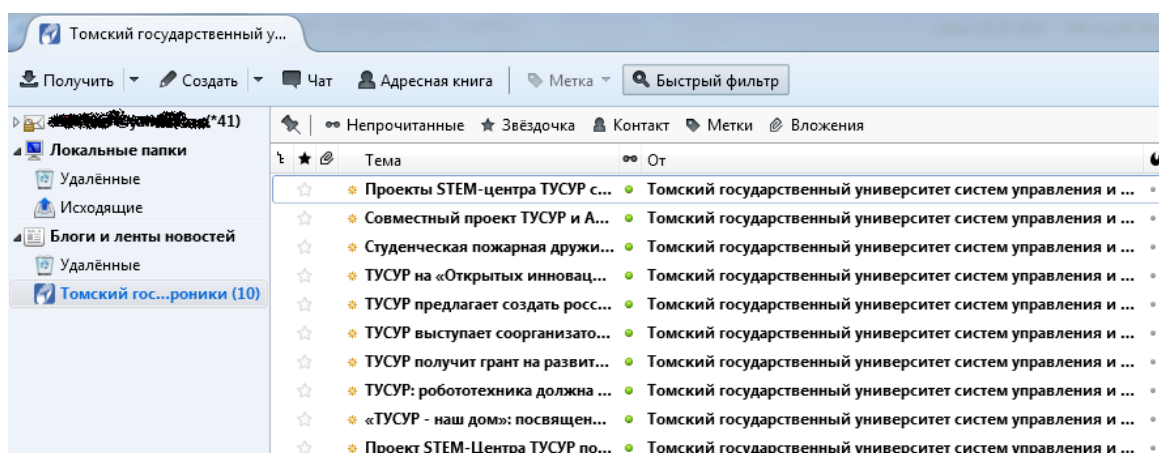 Томский государственный у...
Получить Создать Чат Адресная книга Метка Быстрый фильтр
(*41)
Непрочитанные Звёздочка Контакт Метки Вложения
Локальные папки
Тема От
Удалённые
Проекты STEM-центра ТУСУР с... Томский государственный университет систем управления и ...
Исходящие
Совместный проект ТУСУР и А... Томский государственный университет систем управления и ...
Блоги и ленты новостей
Студенческая пожарная дружи... Томский государственный университет систем управления и ...
Удалённые
ТУСУР на «Открытых инновац... Томский государственный университет систем управления и ...
Томский гос...роники (10)
ТУСУР предлагает создать росс... Томский государственный университет систем управления и ...
ТУСУР выступает соорганизато... Томский государственный университет систем управления и ...
ТУСУР получит грант на развит... Томский государственный университет систем управления и ...
ТУСУР: робототехника должна ... Томский государственный университет систем управления и ...
«ТУСУР - наш дом»: посвящен... Томский государственный университет систем управления и ...
Проект STEM-Центра ТУСУР по... Томский государственный университет систем управления и ...